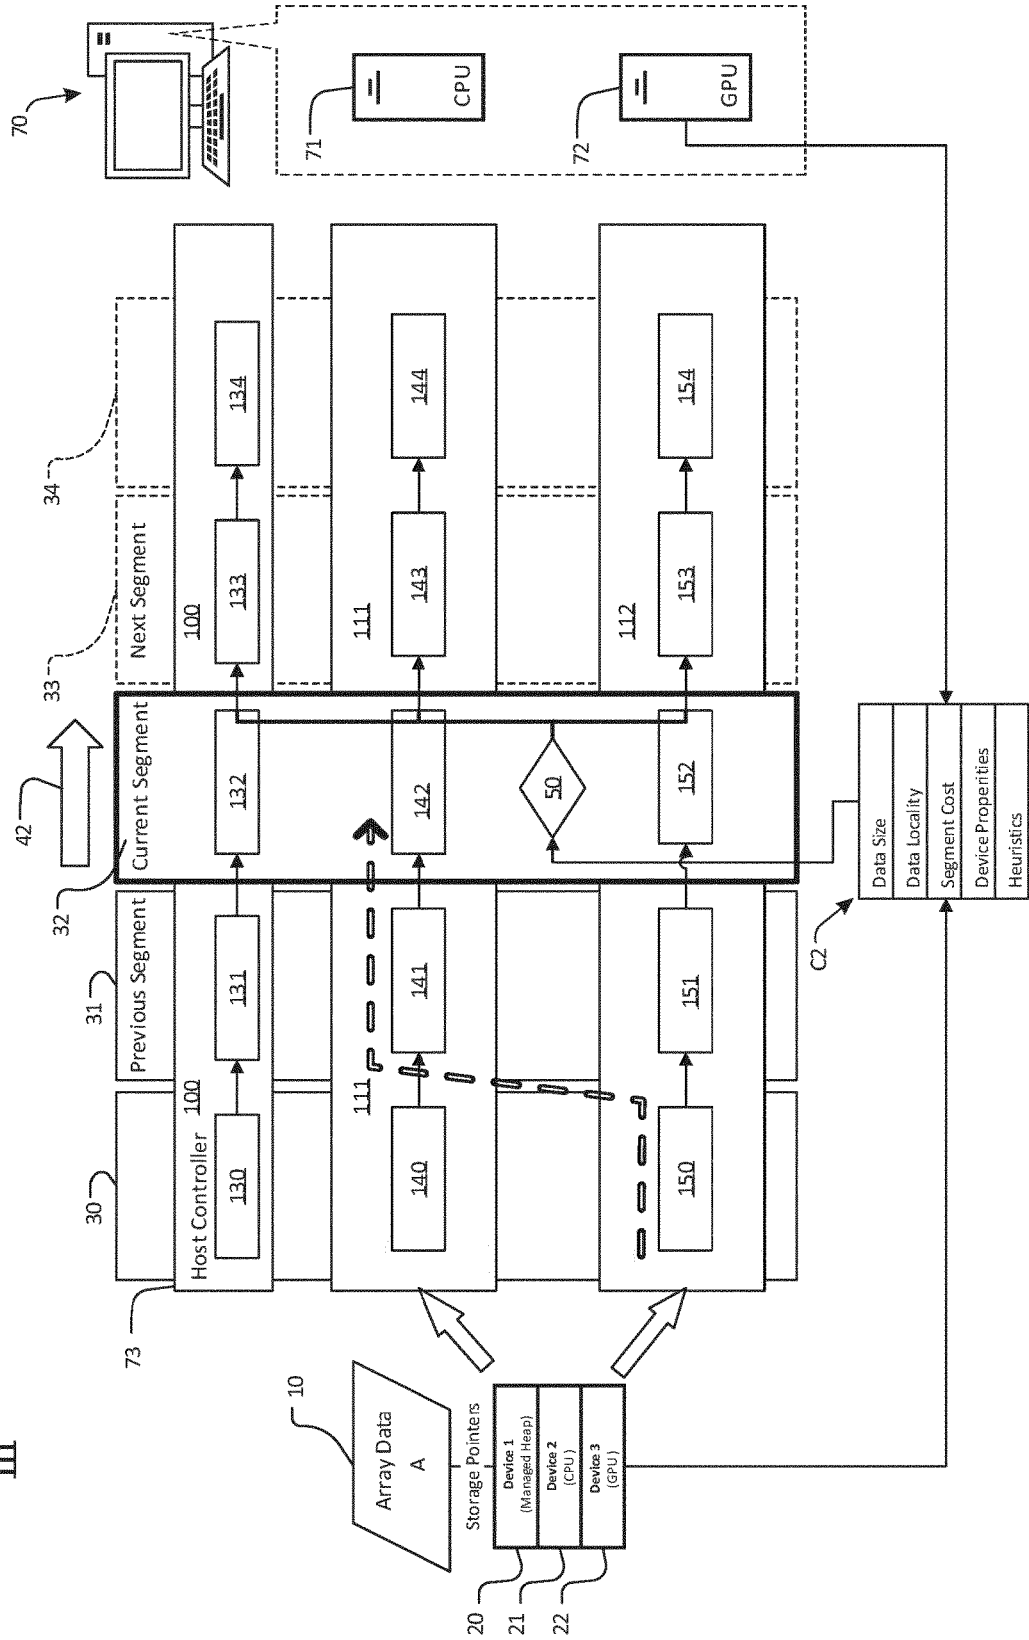 III
70
71
CPU
72
GPU
42
32
33
34
30
31
Previous Segment
Current Segment
Next Segment
73
Host Controller
100
100
130
131
132
133
134
111
111
140
141
142
143
144
50
112
150
151
152
153
154
10
Array Data
A
Storage Pointers
20
Device 1
(Managed Heap)
21
Device 2
(CPU )
22
Device 3
(GPU)
C2
Data Size
Data Locality
Segment Cost
Device Properities
Heuristics